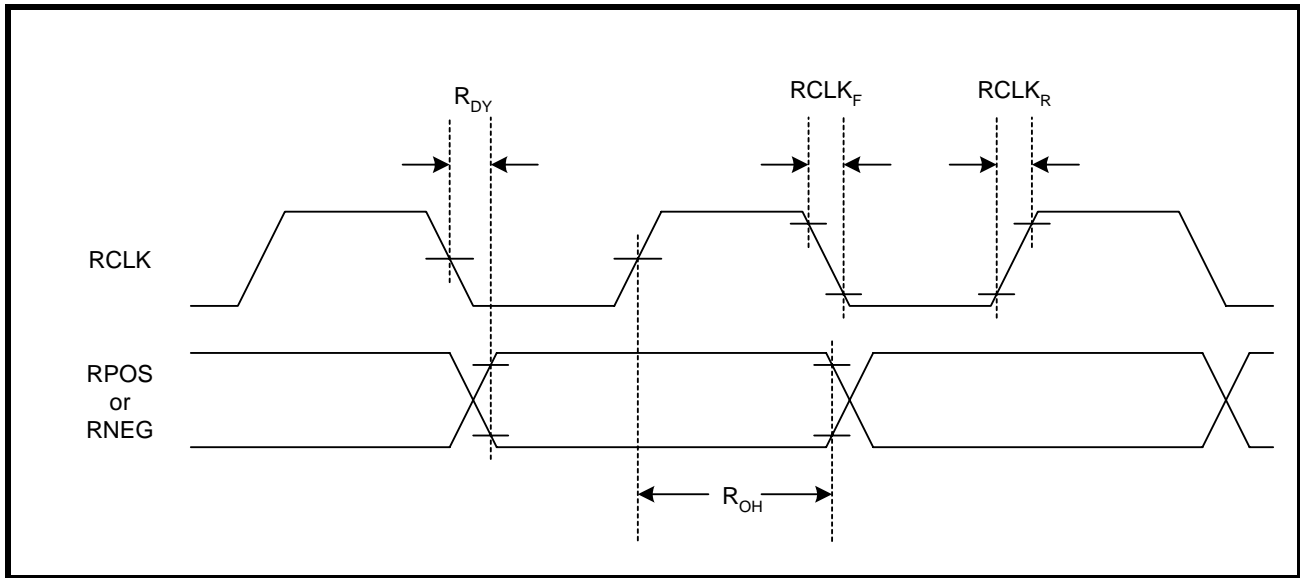 R_DY
RCLK_F
RCLK_R
RCLK
RPOS
or
RNEG
R_OH